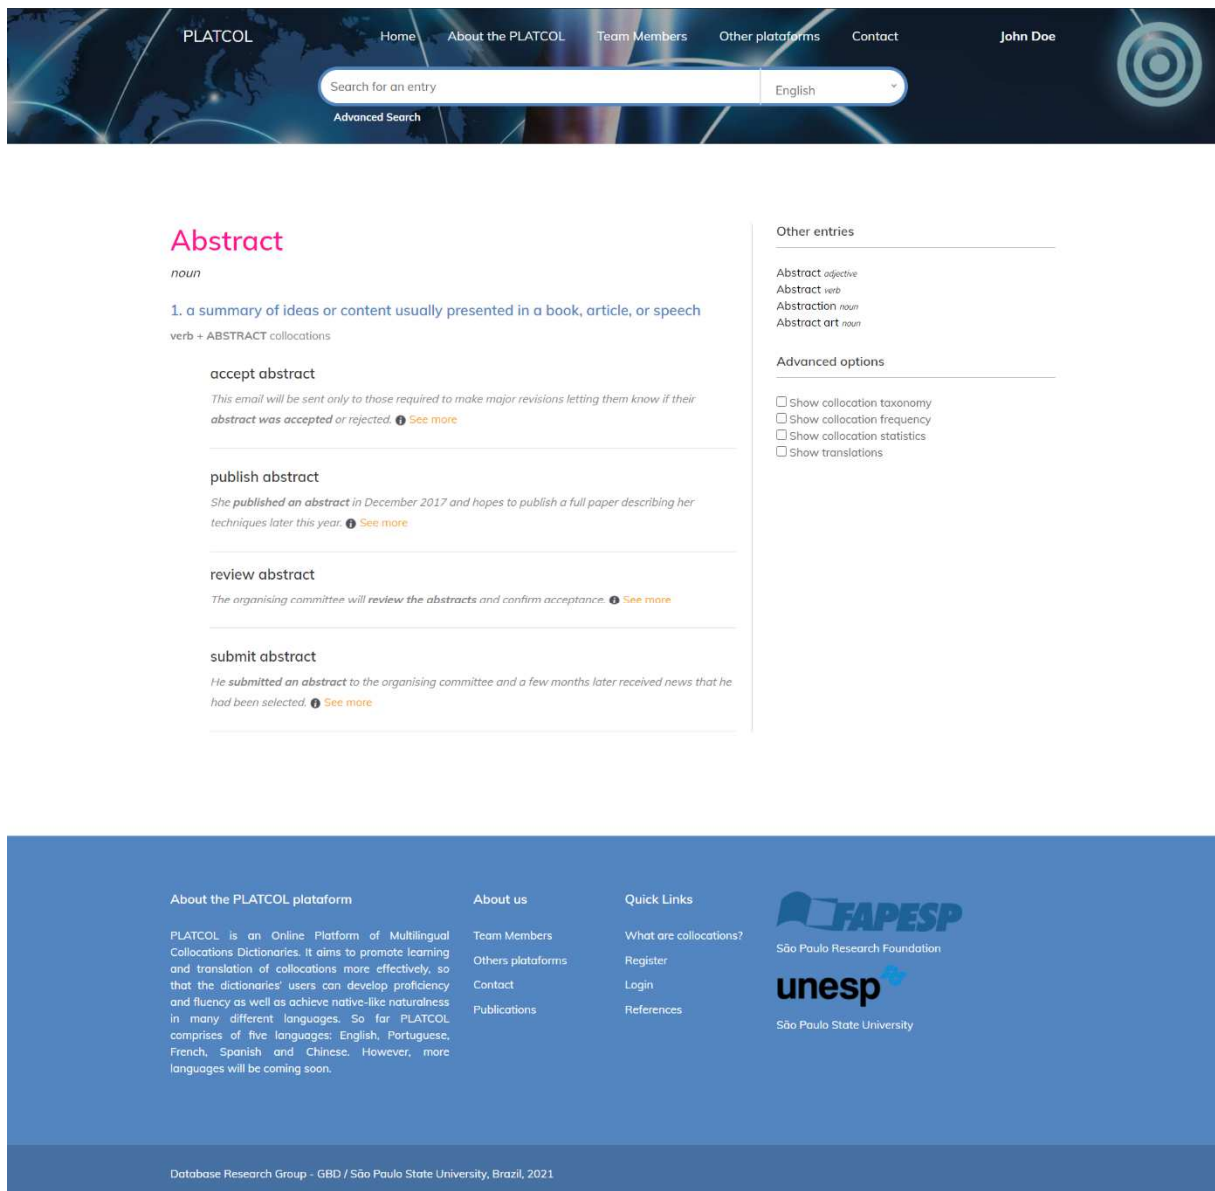 PLATCOL Home About the PLATCOL Team Members Other plataforms Contact John Doe
Search for an entry English
Advanced Search
Abstract
noun
1. a summary of ideas or content usually presented in a book, article, or speech
verb + ABSTRACT collocations
accept abstract
This email will be sent only to those required to make major revisions letting them know if their
abstract was accepted or rejected. i See more
publish abstract
She published an abstract in December 2017 and hopes to publish a full paper describing her
techniques later this year. i See more
review abstract
The organising committee will review the abstracts and confirm acceptance. i See more
submit abstract
He submitted an abstract to the organising committee and a few months later received news that he
had been selected. i See more
Other entries
Abstract adjective
Abstract verb
Abstraction noun
Abstract art noun
Advanced options
Show collocation taxonomy
Show collocation frequency
Show collocation statistics
Show translations
About the PLATCOL plataform
PLATCOL is an Online Platform of Multilingual
Collocations Dictionaries. It aims to promote learning
and translation of collocations more effectively, so
that the dictionaries' users can develop proficiency
and fluency as well as achieve native-like naturalness
in many different languages. So far PLATCOL
comprises of five languages: English, Portuguese,
French, Spanish and Chinese. However, more
languages will be coming soon.
About us
Team Members
Others plataforms
Contact
Publications
Quick Links
What are collocations?
Register
Login
References
FAPESP
São Paulo Research Foundation
unesp
São Paulo State University
Database Research Group - GBD / São Paulo State University, Brazil, 2021